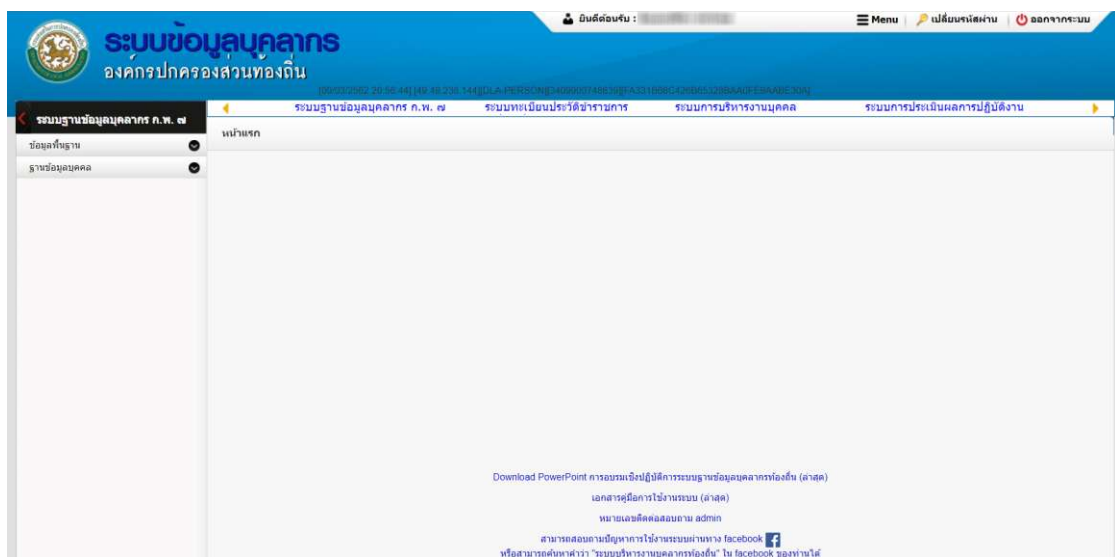 ยินดีต้อนรับ :
Menu
เปลี่ยนรหัสผ่าน
ออกจากระบบ
ระบบข้อมูลบุคลากร
องค์กรปกครองส่วนท้องถิ่น
ระบบฐานข้อมูลบุคลากร ก.พ. ๗
ระบบทะเบียนประวัติข้าราชการ
ระบบการบริหารงานบุคคล
ระบบการประเมินผลการปฏิบัติงาน
ระบบฐานข้อมูลบุคลากร ก.พ. ๗
หน้าแรก
ข้อมูลพื้นฐาน
ฐานข้อมูลบุคคล
Download PowerPoint การอบรมเชิงปฏิบัติการระบบฐานข้อมูลบุคลากรท้องถิ่น (ล่าสุด)
เอกสารคู่มือการใช้งานระบบ (ล่าสุด)
หมายเลขติดต่อสอบถาม admin
สามารถสอบถามปัญหาการใช้งานระบบผ่านทาง facebook
หรือสามารถค้นหาคำว่า "ระบบบริหารงานบุคลากรท้องถิ่น" ใน facebook ของท่านได้